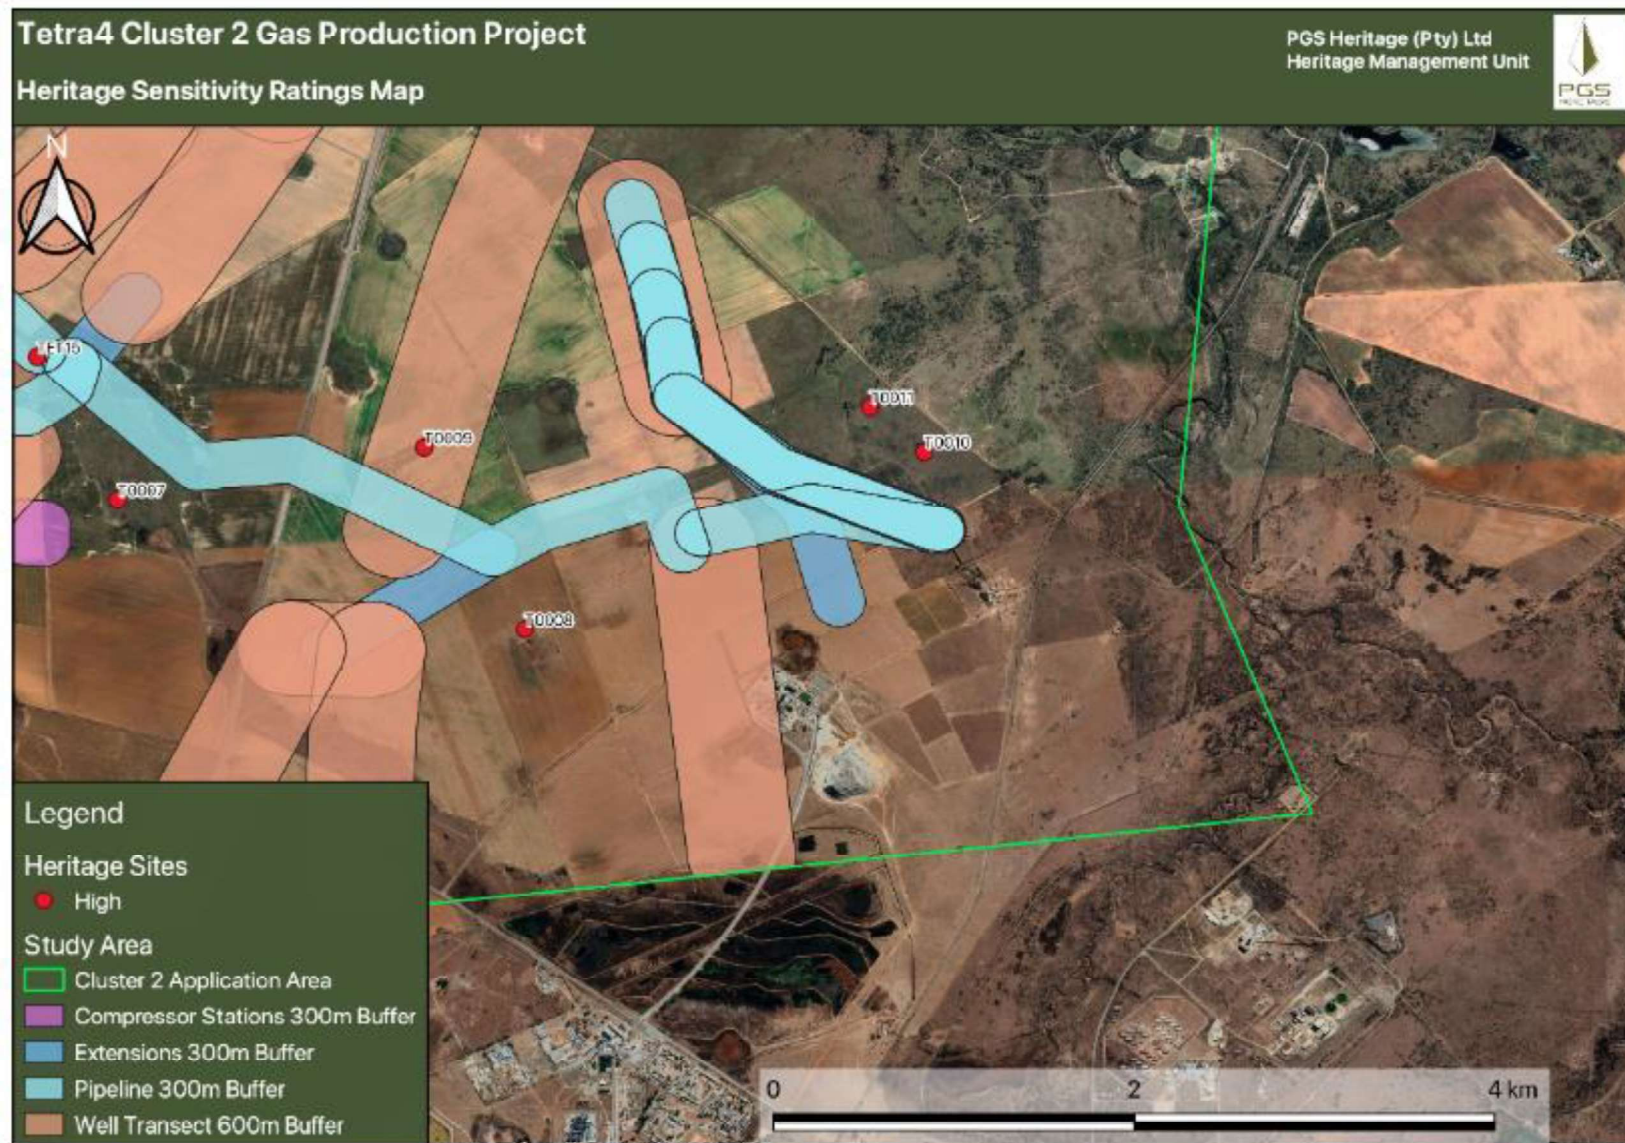 Tetra4 Cluster 2 Gas Production Project
Heritage Sensitivity Ratings Map
PGS Heritage (Pty) Ltd
Heritage Management Unit
PGS
N
TET15
T0011
T0009
T0010
T0007
T0008
Legend
Heritage Sites
High
Study Area
Cluster 2 Application Area
Compressor Stations 300m Buffer
Extensions 300m Buffer
Pipeline 300m Buffer
Well Transect 600m Buffer
0 2 4 km